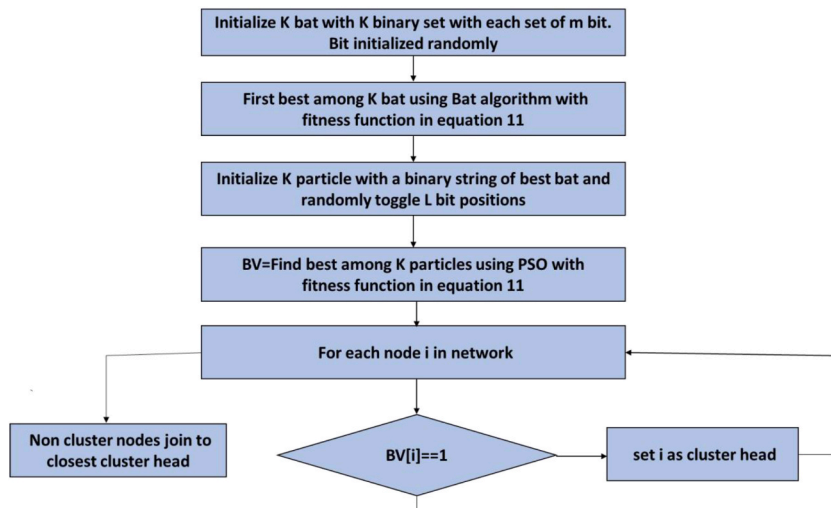 Initialize K bat with K binary set with each set of m bit.
Bit initialized randomly
First best among K bat using Bat algorithm with
fitness function in equation 11
Initialize K particle with a binary string of best bat and
randomly toggle L bit positions
BV=Find best among K particles using PSO with
fitness function in equation 11
For each node i in network
Non cluster nodes join to
closest cluster head
BV[i]==1
set i as cluster head